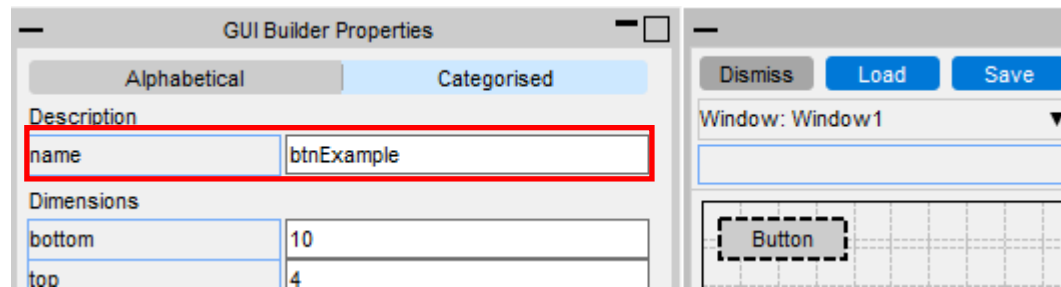 GUI Builder Properties
Alphabetical Categorised
Description
name btnExample
Dimensions
bottom 10
top 4
Dismiss Load Save
Window: Window1
Button